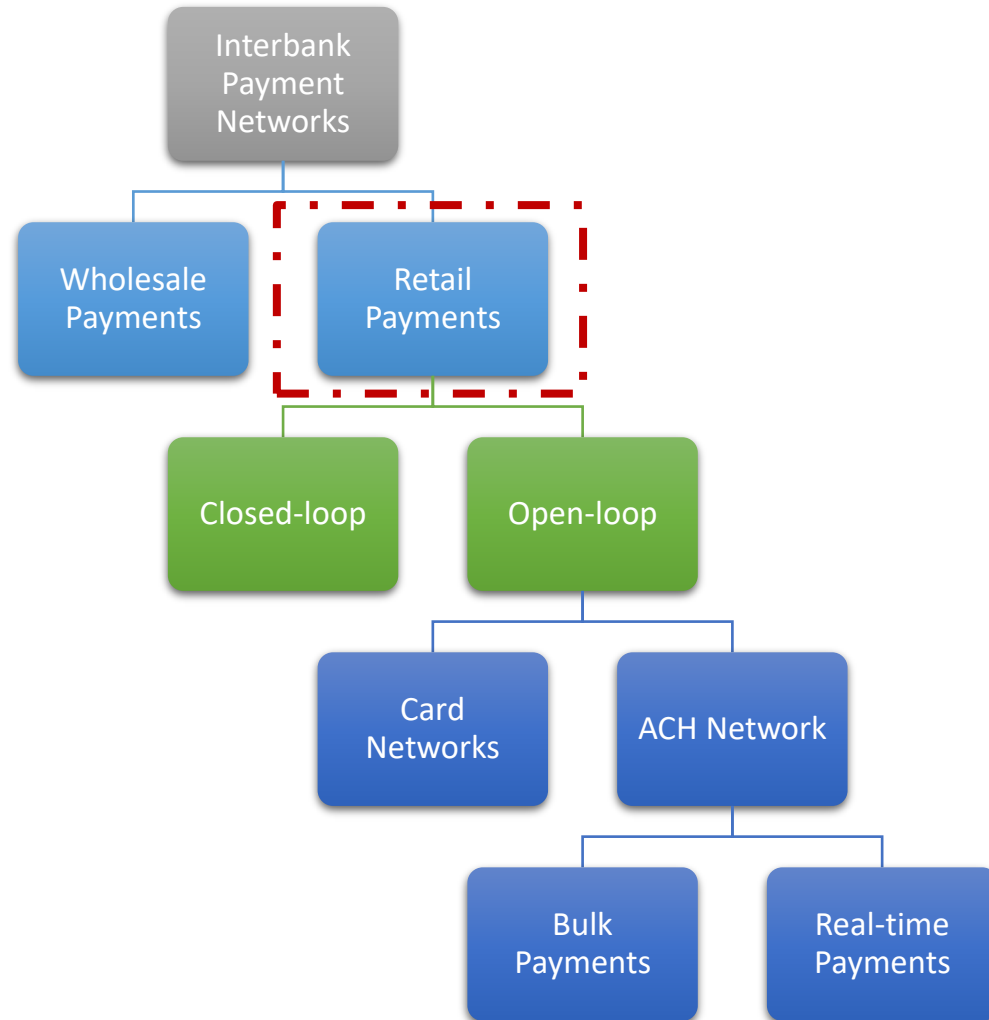 Interbank
Payment
Networks
Wholesale
Payments
Retail
Payments
Closed-loop
Open-loop
Card
Networks
ACH Network
Bulk
Payments
Real-time
Payments